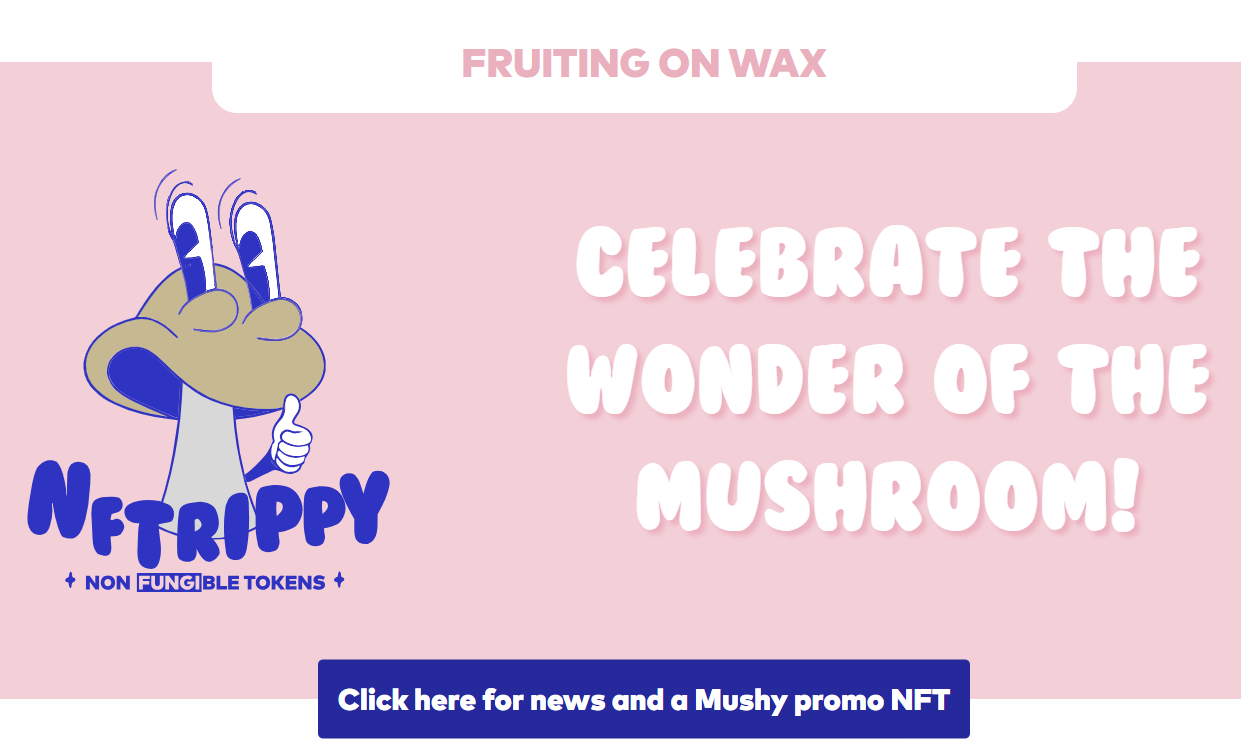 FRUITING ON WAX
CELEBRATE THE
WONDER OF THE
MUSHROOM!
NFTRIPPY
NON FUNGIBLE TOKENS
Click here for news and a Mushy promo NFT